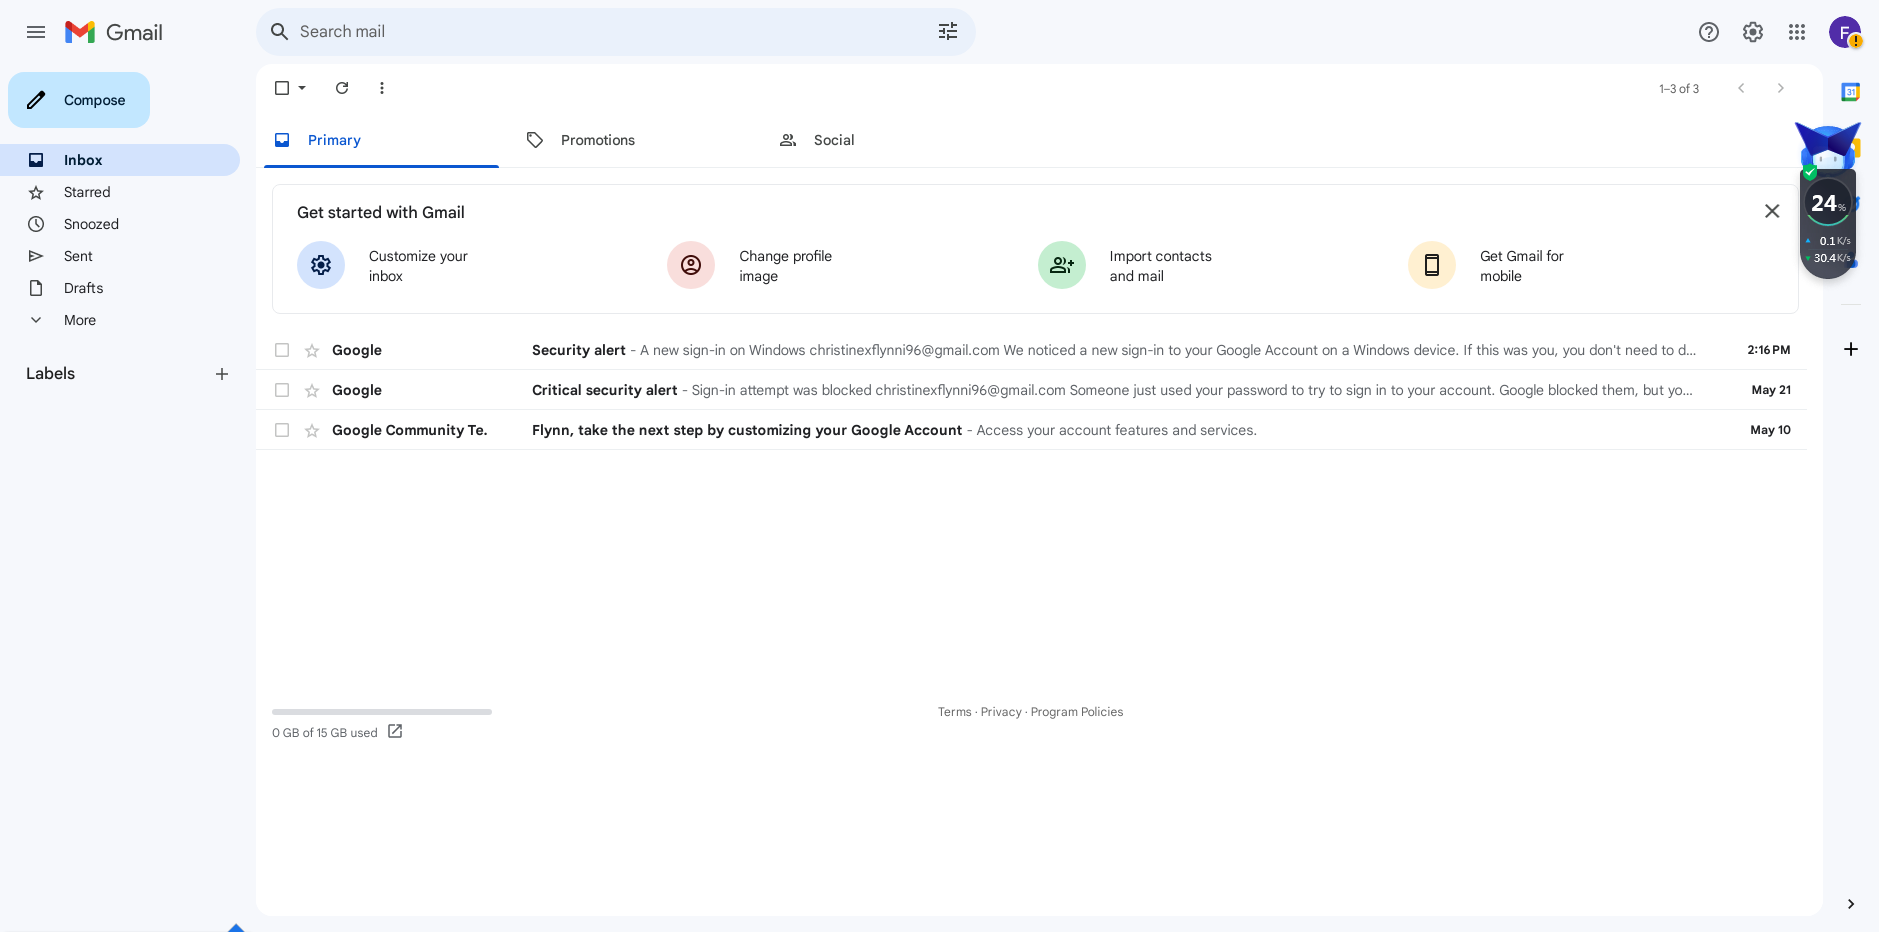 Gmail
Search mail
F
Compose
1–3 of 3
31
Primary
Promotions
Social
Inbox
Starred
Snoozed
Sent
Drafts
More
Labels
Get started with Gmail
24%
0.1K/s
30.4K/s
Customize your
inbox
Change profile
image
Import contacts
and mail
Get Gmail for
mobile
Google Security alert - A new sign-in on Windows christinexflynni96@gmail.com We noticed a new sign-in to your Google Account on a Windows device. If this was you, you don't need to d... 2:16 PM
Google Critical security alert - Sign-in attempt was blocked christinexflynni96@gmail.com Someone just used your password to try to sign in to your account. Google blocked them, but yo... May 21
Google Community Te. Flynn, take the next step by customizing your Google Account - Access your account features and services. May 10
Terms · Privacy · Program Policies
0 GB of 15 GB used